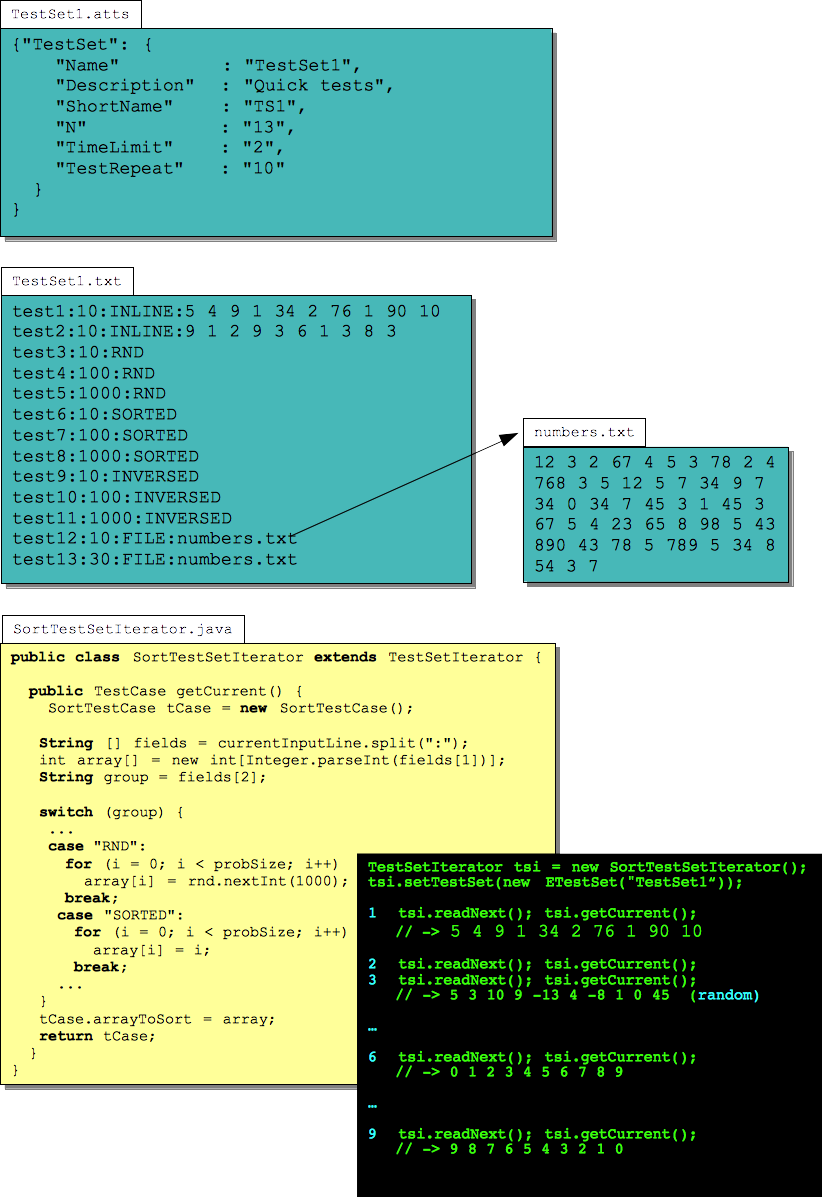 TestSet1.atts
{"TestSet": {
"Name" : "TestSet1",
"Description" : "Quick tests",
"ShortName" : "TS1",
"N" : "13",
"TimeLimit" : "2",
"TestRepeat" : "10"
}
}
TestSet1.txt
test1:10:INLINE:5 4 9 1 34 2 76 1 90 10
test2:10:INLINE:9 1 2 9 3 6 1 3 8 3
test3:10:RND
test4:100:RND
test5:1000:RND
test6:10:SORTED
test7:100:SORTED
test8:1000:SORTED
test9:10:INVERSED
test10:100:INVERSED
test11:1000:INVERSED
test12:10:FILE:numbers.txt
test13:30:FILE:numbers.txt
numbers.txt
12 3 2 67 4 5 3 78 2 4
768 3 5 12 5 7 34 9 7
34 0 34 7 45 3 1 45 3
67 5 4 23 65 8 98 5 43
890 43 78 5 789 5 34 8
54 3 7
SortTestSetIterator.java
public class SortTestSetIterator extends TestSetIterator {
public TestCase getCurrent() {
SortTestCase tCase = new SortTestCase();
String [] fields = currentInputLine.split(":");
int array[] = new int[Integer.parseInt(fields[1])];
String group = fields[2];
switch (group) {
...
case "RND":
for (i = 0; i < probSize; i++)
array[i] = rnd.nextInt(1000);
break;
case "SORTED":
for (i = 0; i < probSize; i++)
array[i] = i;
break;
...
}
tCase.arrayToSort = array;
return tCase;
}
}
TestSetIterator tsi = new SortTestSetIterator();
tsi.setTestSet(new ETestSet("TestSet1”));
1 tsi.readNext(); tsi.getCurrent();
// -> 5 4 9 1 34 2 76 1 90 10
2 tsi.readNext(); tsi.getCurrent();
3 tsi.readNext(); tsi.getCurrent();
// -> 5 3 10 9 -13 4 -8 1 0 45 (random)
…
6 tsi.readNext(); tsi.getCurrent();
// -> 0 1 2 3 4 5 6 7 8 9
…
9 tsi.readNext(); tsi.getCurrent();
// -> 9 8 7 6 5 4 3 2 1 0